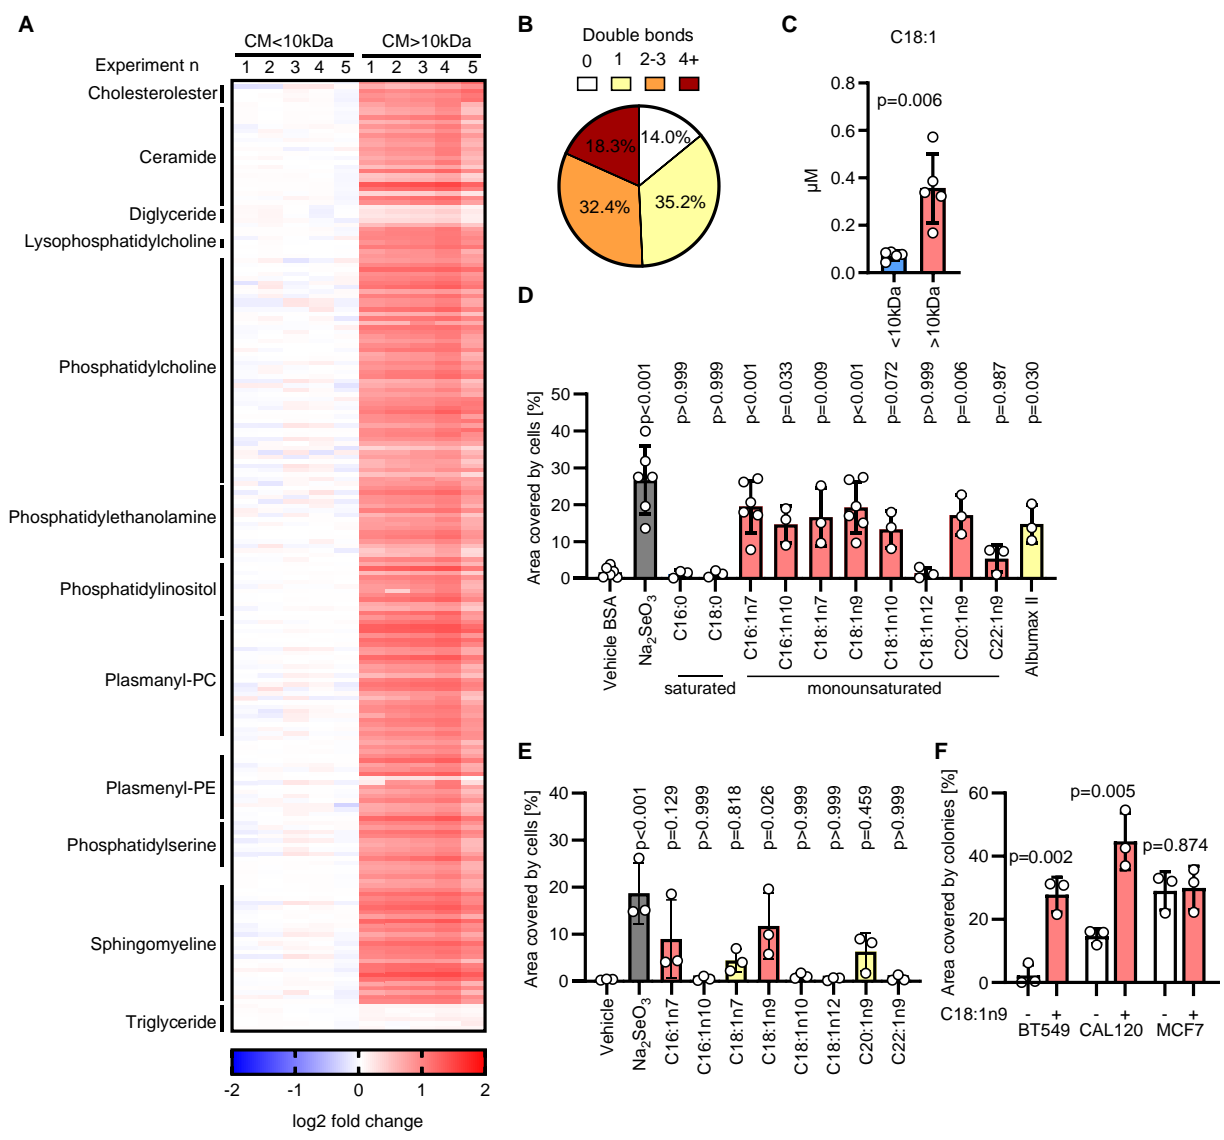 A
CM<10kDa
CM>10kDa
Experiment n
1 2 3 4 5 1 2 3 4 5
Cholesterolester
Ceramide
Diglyceride
Lysophosphatidylcholine
Phosphatidylcholine
Phosphatidylethanolamine
Phosphatidylinositol
Plasmanyl-PC
Plasmenyl-PE
Phosphatidylserine
Sphingomyeline
Triglyceride
-2 -1 0 1 2
log2 fold change
B
Double bonds
0 1 2-3 4+
14.0%
35.2%
32.4%
18.3%
C
C18:1
p=0.006
µM
0.8
0.6
0.4
0.2
0.0
<10kDa
>10kDa
D
Area covered by cells [%]
50
40
30
20
10
0
p<0.001
p>0.999
p>0.999
p<0.001
p=0.033
p=0.009
p<0.001
p=0.072
p>0.999
p=0.006
p=0.987
p=0.030
Vehicle BSA
Na₂SeO₃
C16:0
C18:0
C16:1n7
C16:1n10
C18:1n7
C18:1n9
C18:1n10
C18:1n12
C20:1n9
C22:1n9
Albumax II
saturated
monounsaturated
E
Area covered by cells [%]
40
30
20
10
0
p<0.001
p=0.129
p>0.999
p=0.818
p=0.026
p>0.999
p>0.999
p=0.459
p>0.999
Vehicle
Na₂SeO₃
C16:1n7
C16:1n10
C18:1n7
C18:1n9
C18:1n10
C18:1n12
C20:1n9
C22:1n9
F
Area covered by colonies [%]
60
40
20
0
p=0.002
p=0.005
p=0.874
C18:1n9 - + - + - +
BT549 CAL120 MCF7